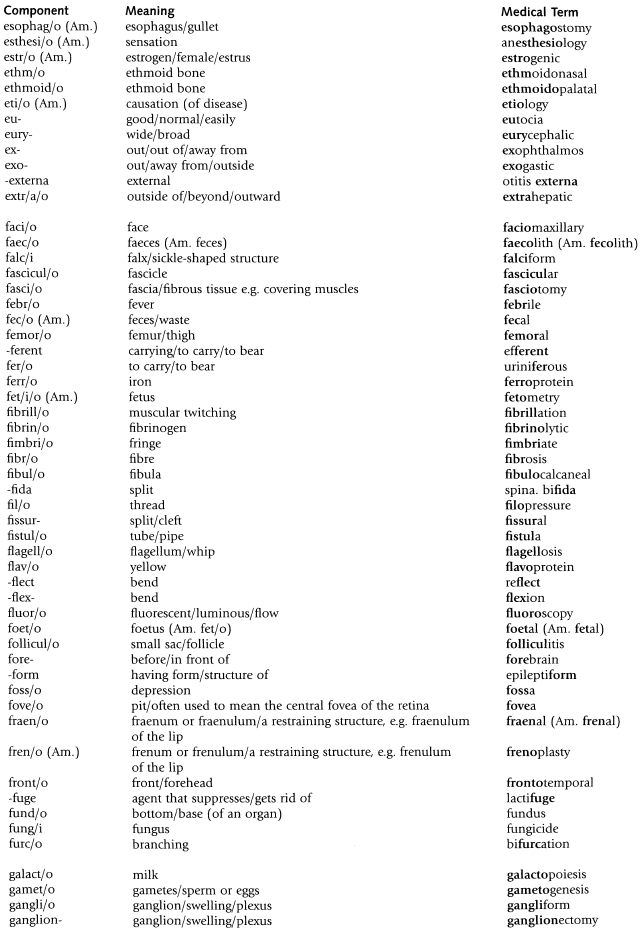 Component Meaning Medical Term
esophag/o (Am.) esophagus/gullet esophagostomy
esthesi/o (Am.) sensation anesthesiology
estr/o (Am.) estrogen/female/estrus estrogenic
ethm/o ethmoid bone ethmoidonasal
ethmoid/o ethmoid bone ethmoidopalatal
eti/o (Am.) causation (of disease) etiology
eu- good/normal/easily eutocia
eury- wide/broad eurycephalic
ex- out/out of/away from exophthalmos
exo- out/away from/outside exogastic
-externa external otitis externa
extr/a/o outside of/beyond/outward extrahepatic
faci/o face faciomaxillary
faec/o faeces (Am. feces) faecolith (Am. fecolith)
falc/i falx/sickle-shaped structure falciform
fascicul/o fascicle fascicular
fasci/o fascia/fibrous tissue e.g. covering muscles fasciotomy
febr/o fever febrile
fec/o (Am.) feces/waste fecal
femor/o femur/thigh femoral
-ferent carrying/to carry/to bear efferent
fer/o to carry/to bear uriniferous
ferr/o iron ferroprotein
fet/i/o (Am.) fetus fetometry
fibrill/o muscular twitching fibrillation
fibrin/o fibrinogen fibrinolytic
fimbri/o fringe fimbriate
fibr/o fibre fibrosis
fibul/o fibula fibulocalcaneal
-fida split spina. bifida
fil/o thread filopressure
fissur- split/cleft fissural
fistul/o tube/pipe fistula
flagell/o flagellum/whip flagellosis
flav/o yellow flavoprotein
-flect bend reflect
-flex- bend flexion
fluor/o fluorescent/luminous/flow fluoroscopy
foet/o foetus (Am. fet/o) foetal (Am. fetal)
follicul/o small sac/follicle folliculitis
fore- before/in front of forebrain
-form having form/structure of epileptiform
foss/o depression fossa
fove/o pit/often used to mean the central fovea of the retina fovea
fraen/o fraenum or fraenulum/a restraining structure, e.g. fraenulum fraenal (Am. frenal)
of the lip
fren/o (Am.) frenum or frenulum/a restraining structure, e.g. frenulum frenoplasty
of the lip
front/o front/forehead frontotemporal
-fuge agent that suppresses/gets rid of lactifuge
fund/o bottom/base (of an organ) fundus
fung/i fungus fungicide
furc/o branching bifurcation
galact/o milk galactopoiesis
gamet/o gametes/sperm or eggs gametogenesis
gangli/o ganglion/swelling/plexus gangliform
ganglion- ganglion/swelling/plexus ganglionectomy